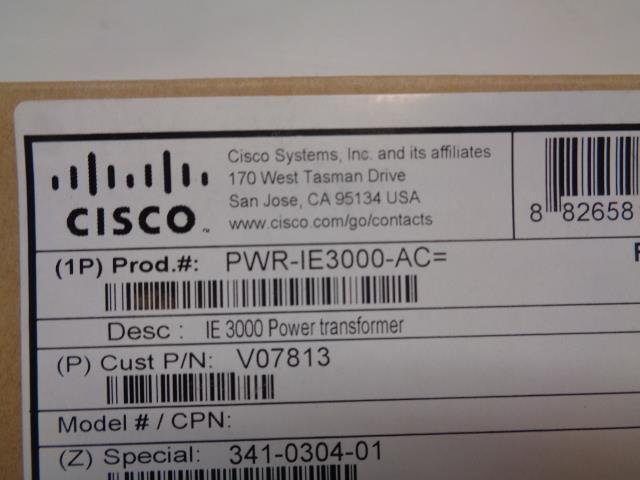 Cisco Systems, Inc. and its affiliates
170 West Tasman Drive
San Jose, CA 95134 USA
www.cisco.com/go/contacts
CISCO™
8 82658
(1P) Prod.#: PWR-IE3000-AC=
Desc : IE 3000 Power transformer
(P) Cust P/N: V07813
Model # / CPN:
(Z) Special: 341-0304-01